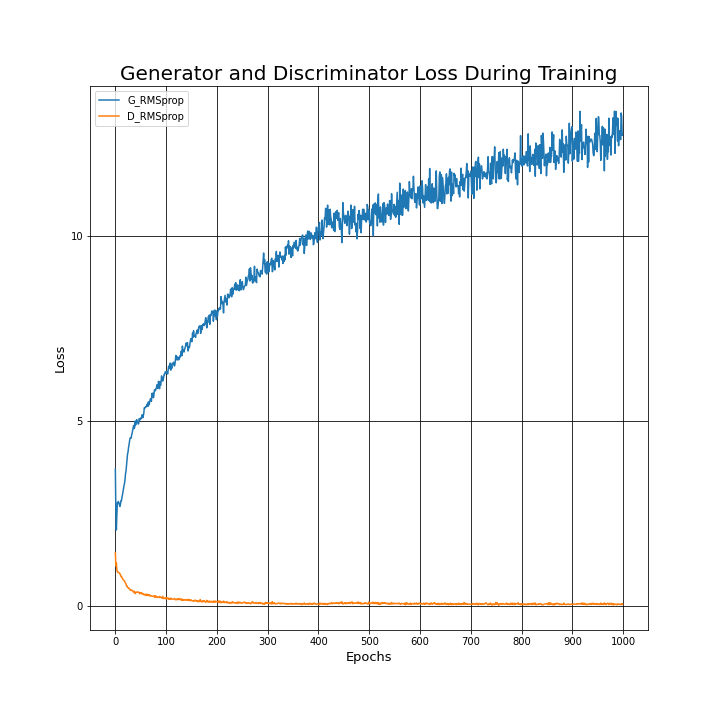 Generator and Discriminator Loss During Training
G_RMSprop
D_RMSprop
10
5
0
Loss
0 100 200 300 400 500 600 700 800 900 1000
Epochs